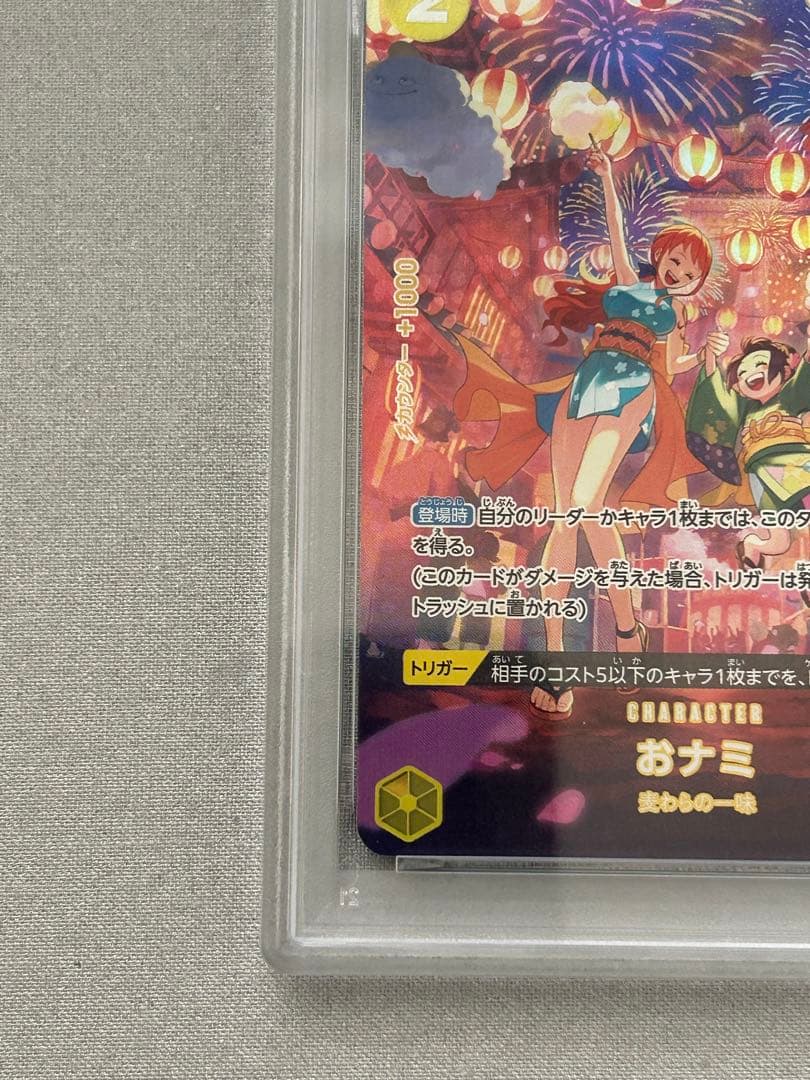 2
カウンター +1000
登場時 自分のリーダーかキャラ1枚までは、このタ
を得る。
(このカードがダメージを与えた場合、トリガーは発
トラッシュに置かれる)
トリガー 相手のコスト5以下のキャラ1枚までを、
CHARACTER
おナミ
麦わらの一味